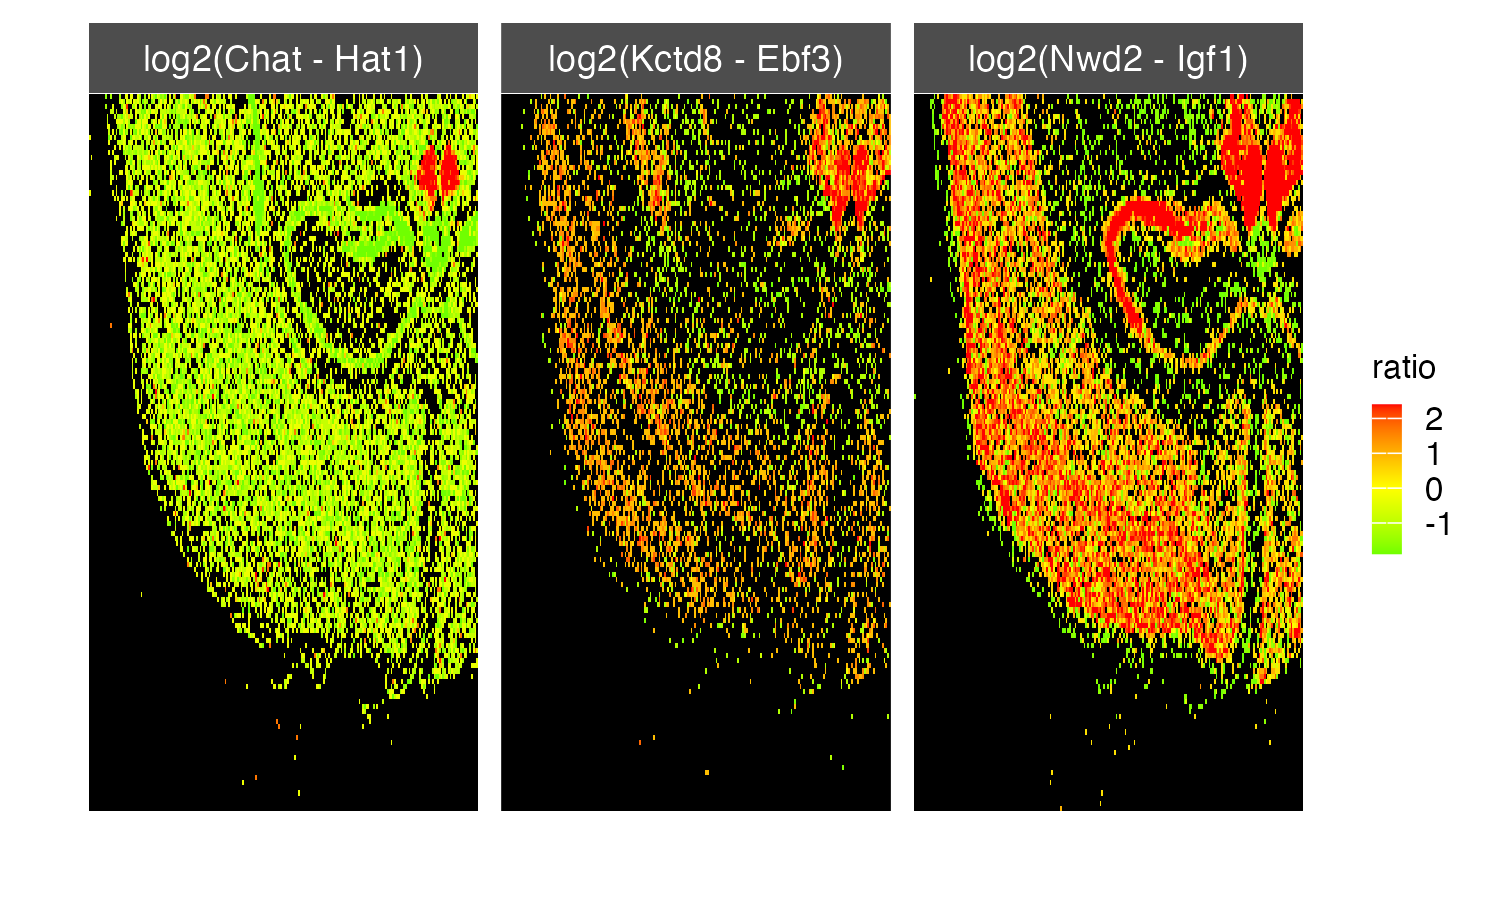 log2(Chat - Hat1)
log2(Kctd8 - Ebf3)
log2(Nwd2 - Igf1)
ratio
2
1
0
-1